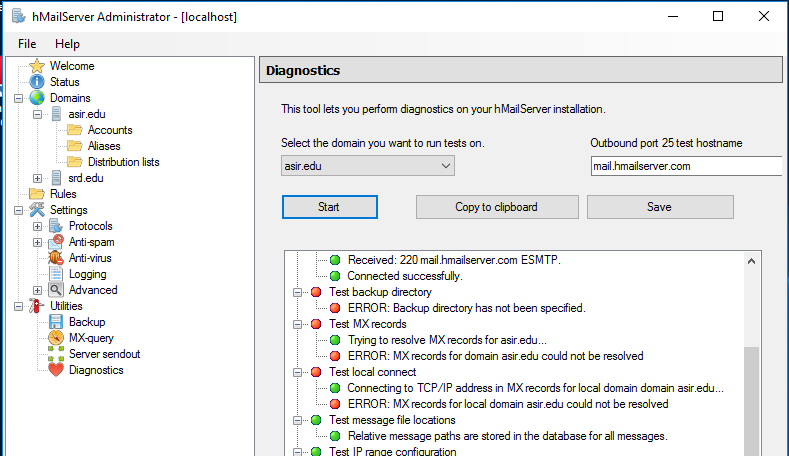 hMailServer Administrator - [localhost]
File Help
Welcome
Status
Domains
asir.edu
Accounts
Aliases
Distribution lists
srd.edu
Rules
Settings
Protocols
Anti-spam
Anti-virus
Logging
Advanced
Utilities
Backup
MX-query
Server sendout
Diagnostics
Diagnostics
This tool lets you perform diagnostics on your hMailServer installation.
Select the domain you want to run tests on.
Outbound port 25 test hostname
asir.edu
mail.hmailserver.com
Start
Copy to clipboard
Save
Received: 220 mail.hmailserver.com ESMTP.
Connected successfully.
Test backup directory
ERROR: Backup directory has not been specified.
Test MX records
Trying to resolve MX records for asir.edu...
ERROR: MX records for domain asir.edu could not be resolved
Test local connect
Connecting to TCP/IP address in MX records for local domain domain asir.edu...
ERROR: MX records for local domain asir.edu could not be resolved
Test message file locations
Relative message paths are stored in the database for all messages.
Test IP range configuration